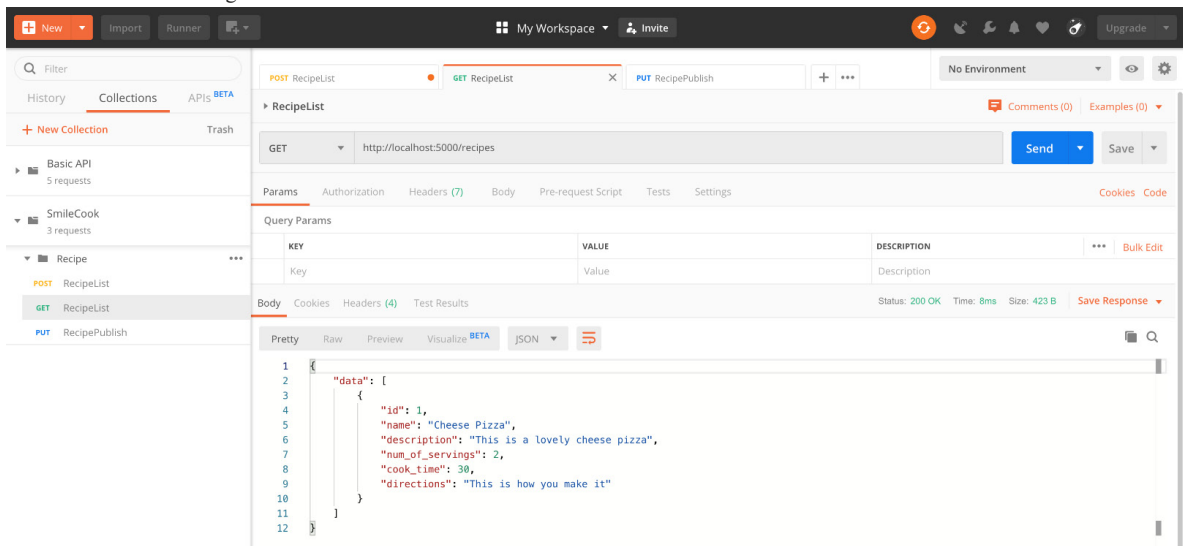 New Import Runner My Workspace Invite Upgrade
Filter
History Collections APIs BETA
+ New Collection Trash
Basic API
5 requests
SmileCook
3 requests
Recipe •••
POST RecipeList
GET RecipeList
PUT RecipePublish
POST RecipeList GET RecipeList X PUT RecipePublish + ••• No Environment
RecipeList Comments (0) Examples (0)
GET http://localhost:5000/recipes Send Save
Params Authorization Headers (7) Body Pre-request Script Tests Settings Cookies Code
Query Params
KEY VALUE DESCRIPTION ••• Bulk Edit
Key Value Description
Body Cookies Headers (4) Test Results Status: 200 OK Time: 8ms Size: 423 B Save Response
Pretty Raw Preview Visualize BETA JSON
1 {
2 "data": [
3 {
4 "id": 1,
5 "name": "Cheese Pizza",
6 "description": "This is a lovely cheese pizza",
7 "num_of_servings": 2,
8 "cook_time": 30,
9 "directions": "This is how you make it"
10 }
11 ]
12 }